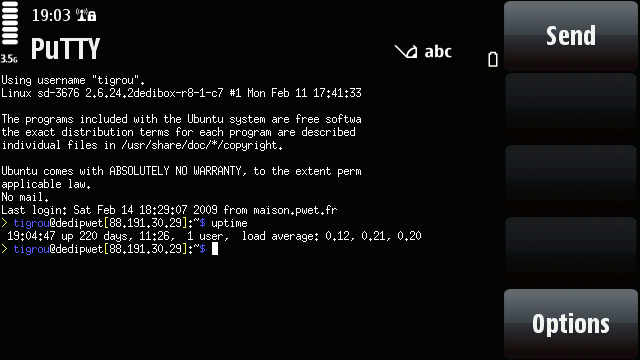 19:03
3.5G
PuTTY
abc
Send
Using username "tigrou".
Linux sd-3676 2.6.24.2dedibox-r8-1-c7 #1 Mon Feb 11 17:41:33
The programs included with the Ubuntu system are free softwa
the exact distribution terms for each program are described
individual files in /usr/share/doc/*/copyright.
Ubuntu comes with ABSOLUTELY NO WARRANTY, to the extent perm
applicable law.
No mail.
Last login: Sat Feb 14 18:29:07 2009 from maison.pwet.fr
> tigrou@dedipwet[88.191.30.29]:~$ uptime
19:04:47 up 220 days, 11:26, 1 user, load average: 0.12, 0.21, 0.20
> tigrou@dedipwet[88.191.30.29]:~$
Options